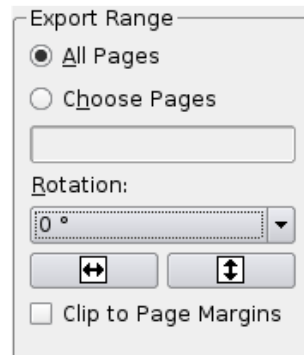 Export Range
All Pages
Choose Pages
Rotation:
0 °
Clip to Page Margins